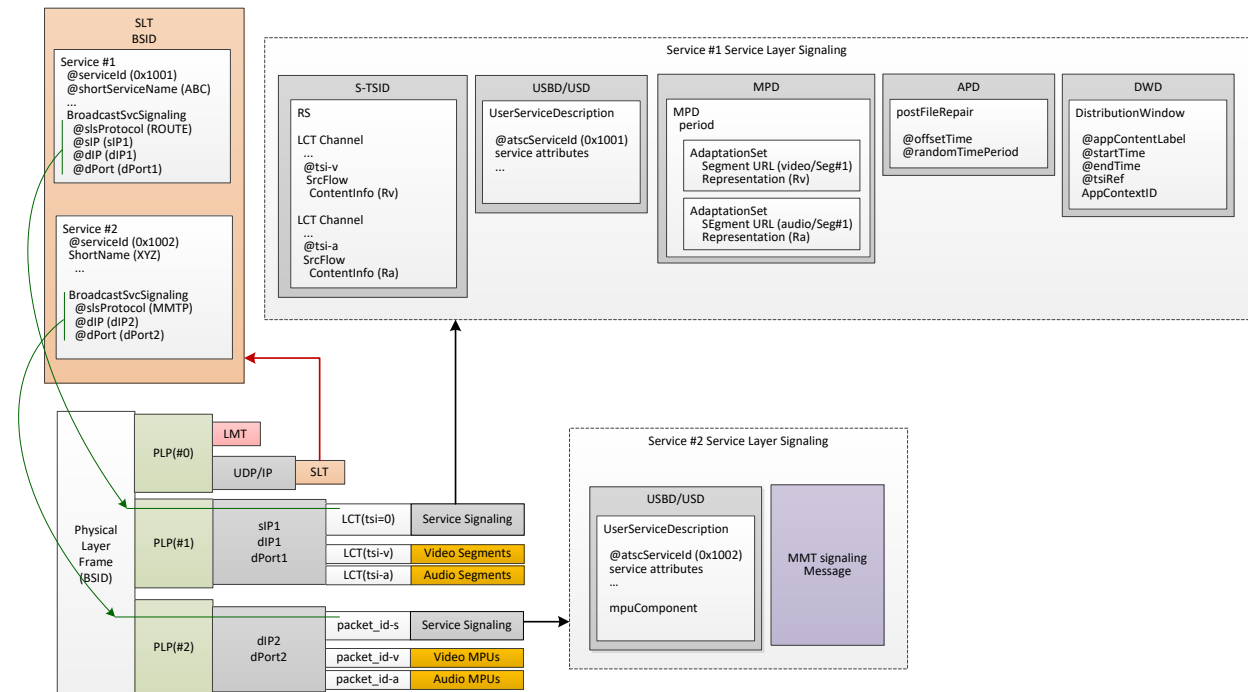 SLT
BSID
Service #1
@serviceId (0x1001)
@shortServiceName (ABC)
...
BroadcastSvcSignaling
@slsProtocol (ROUTE)
@sIP (sIP1)
@dIP (dIP1)
@dPort (dPort1)
Service #2
@serviceId (0x1002)
ShortName (XYZ)
...
BroadcastSvcSignaling
@slsProtocol (MMTP)
@dIP (dIP2)
@dPort (dPort2)
Service #1 Service Layer Signaling
S-TSID
RS
LCT Channel
...
@tsi-v
SrcFlow
ContentInfo (Rv)
LCT Channel
...
@tsi-a
SrcFlow
ContentInfo (Ra)
USBD/USD
UserServiceDescription
@atscServiceId (0x1001)
service attributes
...
MPD
MPD
period
AdaptationSet
Segment URL (video/Seg#1)
Representation (Rv)
AdaptationSet
SEgment URL (audio/Seg#1)
Representation (Ra)
APD
postFileRepair
@offsetTime
@randomTimePeriod
DWD
DistributionWindow
@appContentLabel
@startTime
@endTime
@tsiRef
AppContextID
Physical
Layer
Frame
(BSID)
PLP(#0)
LMT
UDP/IP
SLT
PLP(#1)
sIP1
dIP1
dPort1
LCT(tsi=0)
Service Signaling
LCT(tsi-v)
Video Segments
LCT(tsi-a)
Audio Segments
PLP(#2)
dIP2
dPort2
packet_id-s
Service Signaling
packet_id-v
Video MPUs
packet_id-a
Audio MPUs
Service #2 Service Layer Signaling
USBD/USD
UserServiceDescription
@atscServiceId (0x1002)
service attributes
...
mpuComponent
MMT signaling
Message